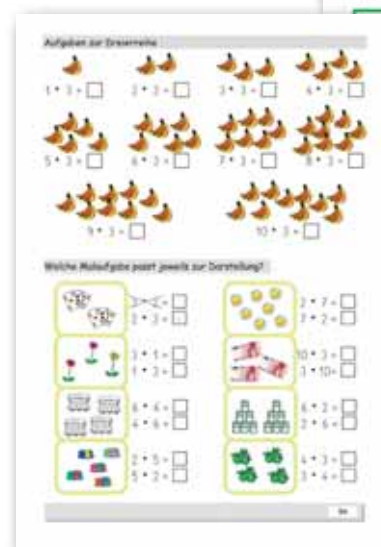 Aufgaben zur Dreierreihe
1 • 3 = 2 • 3 = 3 • 3 = 4 • 3 =
5 • 3 = 6 • 3 = 7 • 3 = 8 • 3 =
9 • 3 = 10 • 3 =
Welche Malaufgabe passt jeweils zur Darstellung?
2 • 7 =
2 • 2 = 7 • 2 =
3 • 1 = 10 • 3 =
1 • 3 = 3 • 10=
6 • 4 = 6 • 2 =
4 • 6 = 2 • 6 =
2 • 5 = 4 • 3 =
5 • 2 = 3 • 4 =